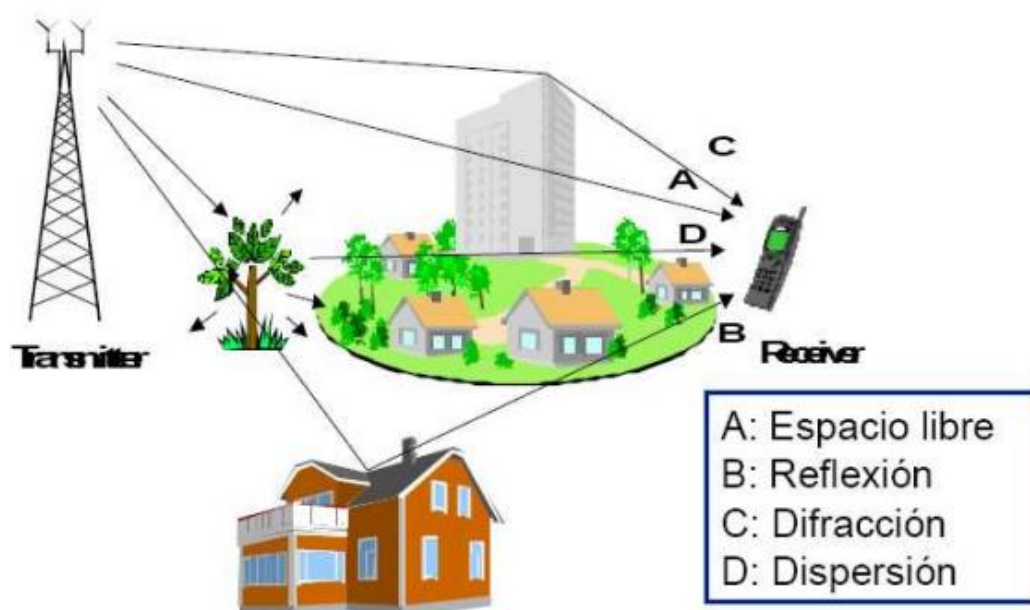 C
A
D
B
Transmitter
Receiver
A: Espacio libre
B: Reflexión
C: Difracción
D: Dispersión